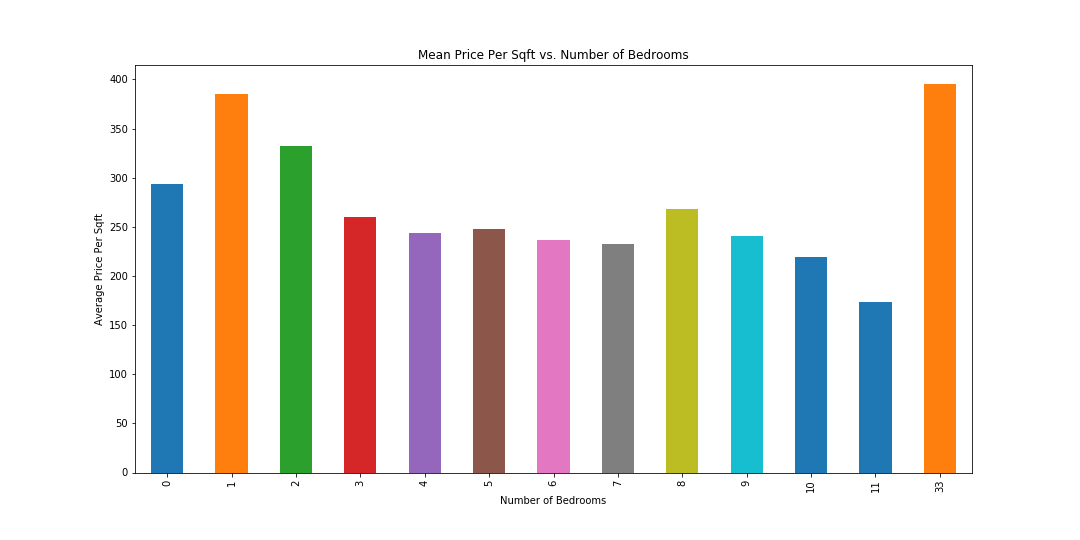 Mean Price Per Sqft vs. Number of Bedrooms
400
350
300
250
200
150
100
50
0
Average Price Per Sqft
0 1 2 3 4 5 6 7 8 9 10 11 33
Number of Bedrooms